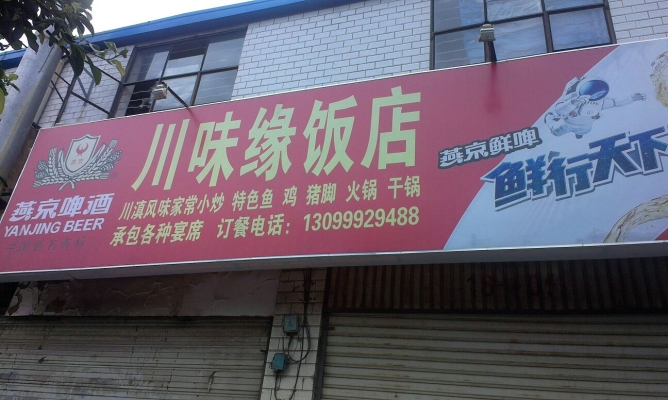 川味缘饭店
川滇风味家常小炒 特色鱼 鸡 猪脚 火锅 干锅
承包各种宴席 订餐电话:13099929488
燕京啤酒
YANJING BEER
燕京鲜啤
鲜行天下